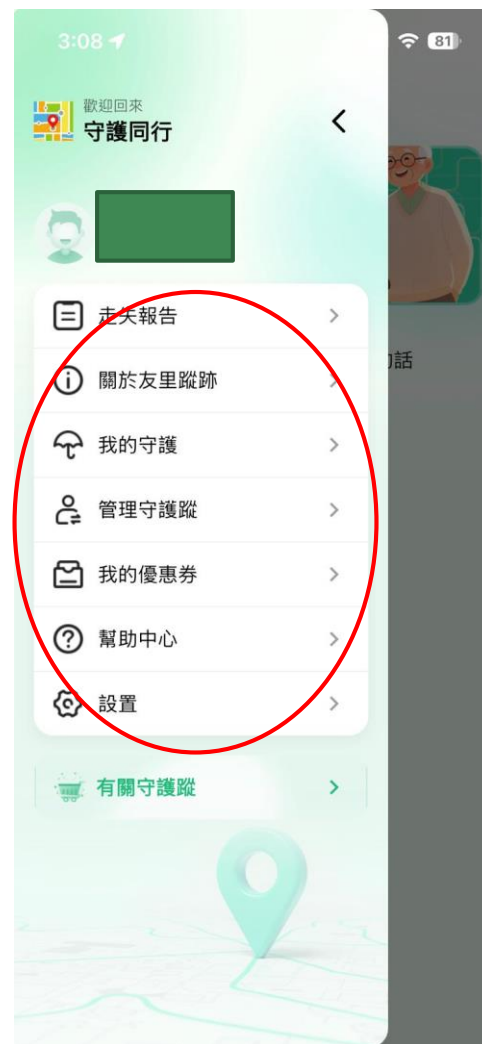 3:08
81
歡迎回來
守護同行
走失報告
關於友里蹤跡
我的守護
管理守護蹤
我的優惠券
幫助中心
設置
有關守護蹤
話